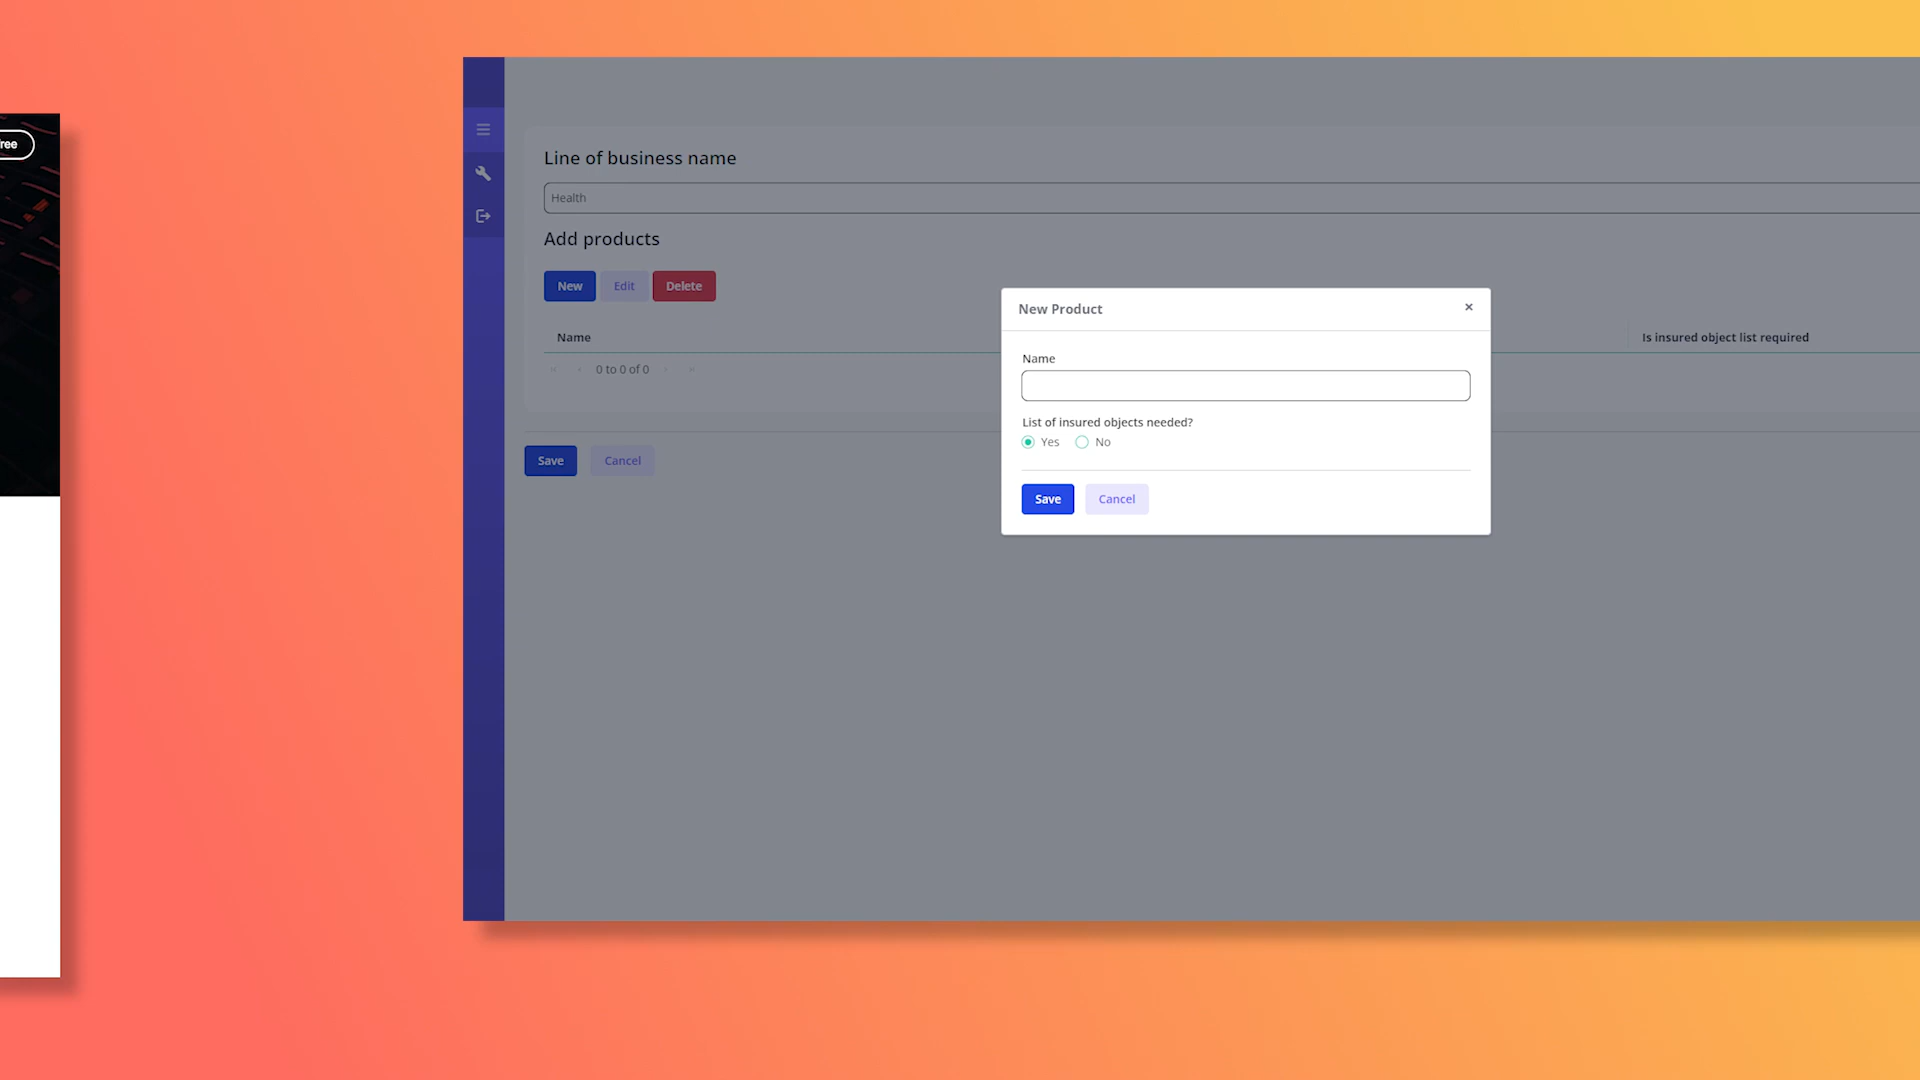 ree
Line of business name
Health
Add products
New Edit Delete
Name
Is insured object list required
0 to 0 of 0
Save Cancel
New Product ×
Name
List of insured objects needed?
Yes No
Save Cancel